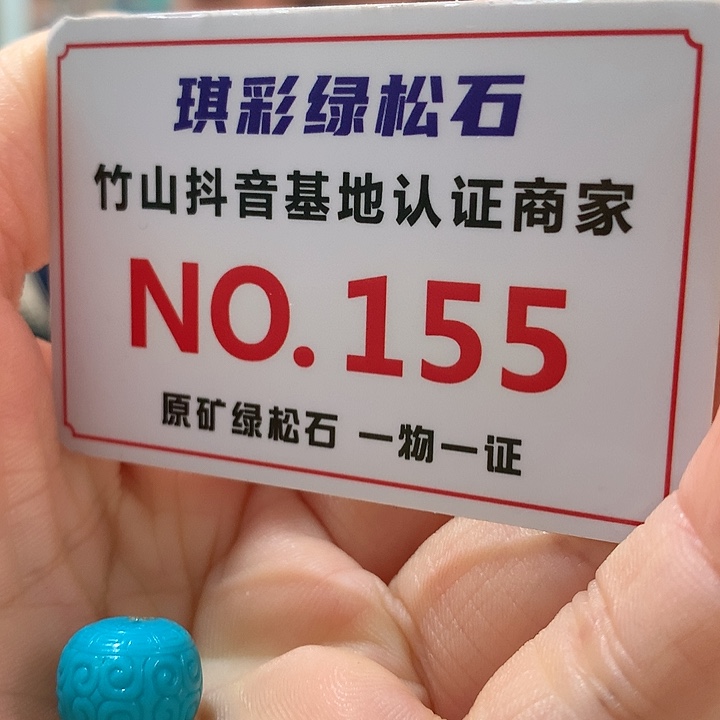 琪彩绿松石
竹山抖音基地认证商家
NO.155
原矿绿松石 一物一证